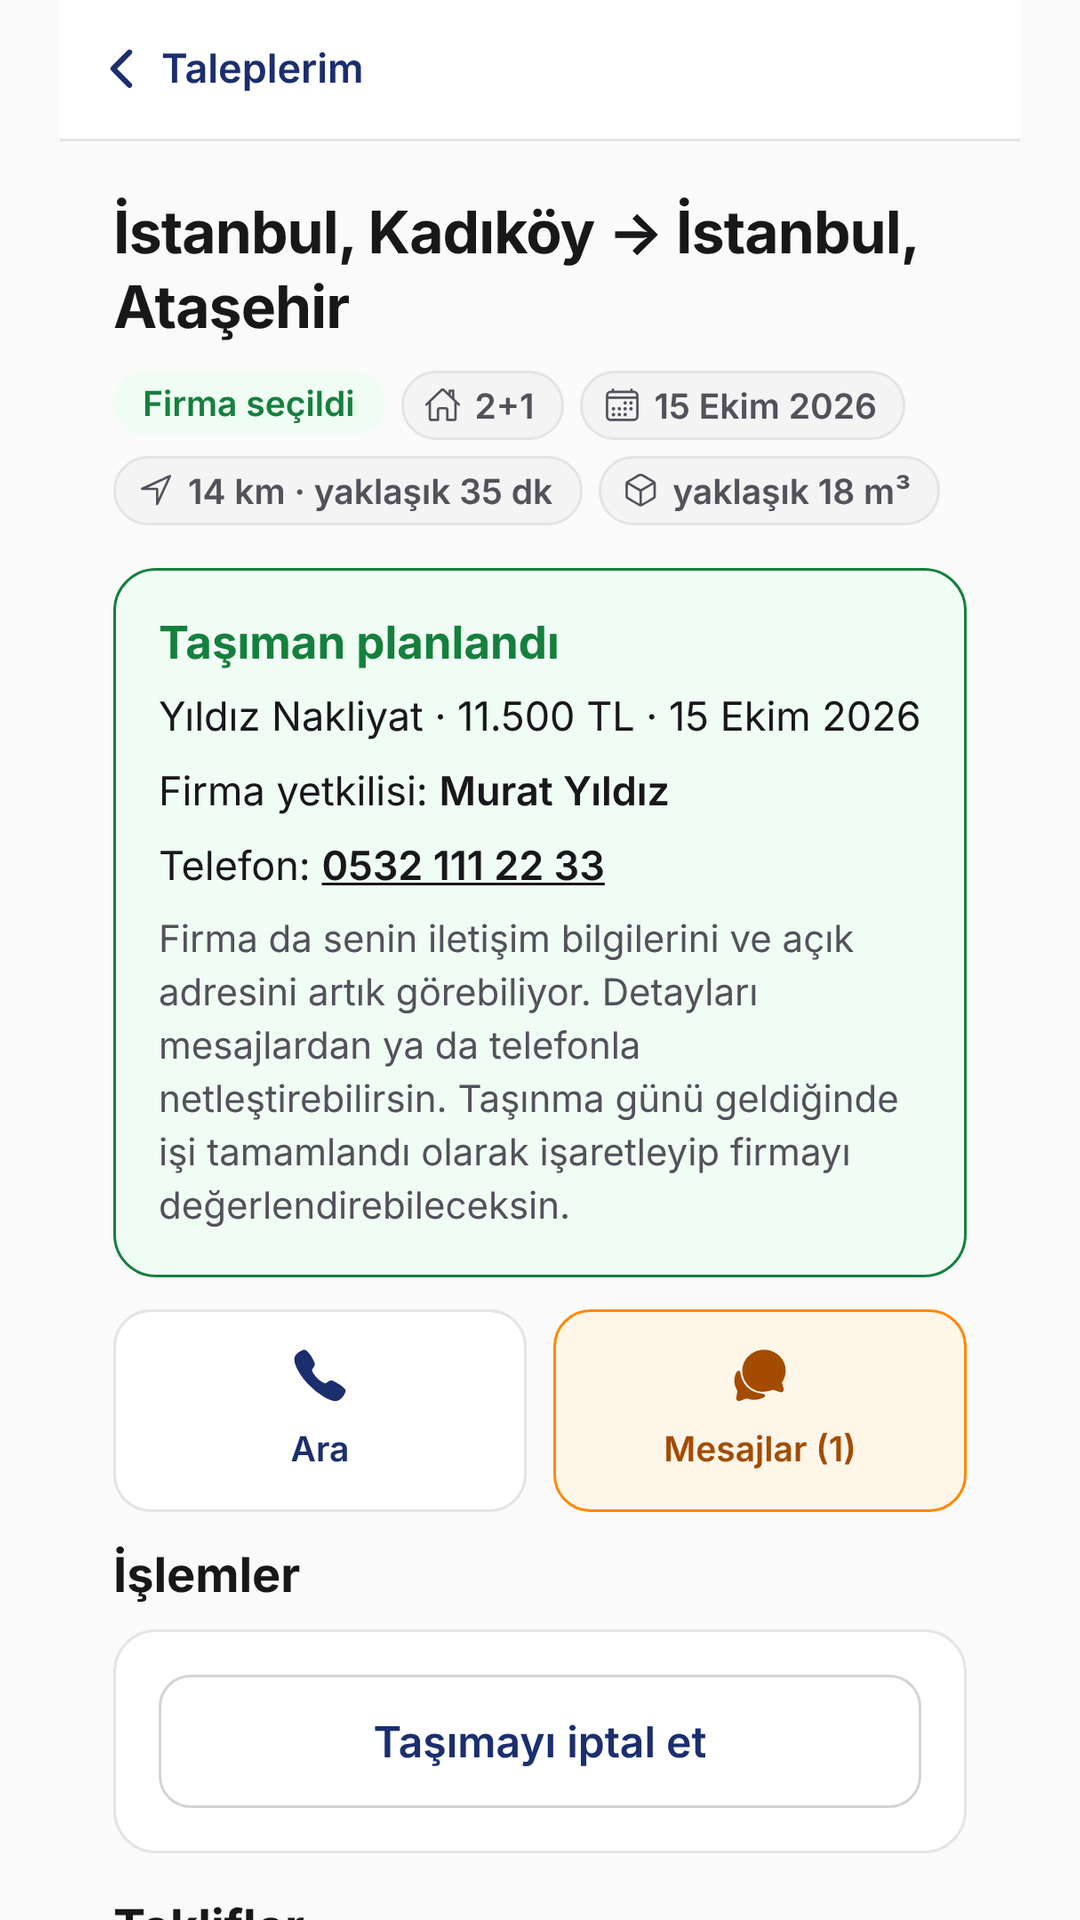 Taleplerim
İstanbul, Kadıköy → İstanbul,
Ataşehir
Firma seçildi
2+1
15 Ekim 2026
14 km · yaklaşık 35 dk
yaklaşık 18 m³
Taşıman planlandı
Yıldız Nakliyat · 11.500 TL · 15 Ekim 2026
Firma yetkilisi: Murat Yıldız
Telefon: 0532 111 22 33
Firma da senin iletişim bilgilerini ve açık
adresini artık görebiliyor. Detayları
mesajlardan ya da telefonla
netleştirebilirsin. Taşınma günü geldiğinde
işi tamamlandı olarak işaretleyip firmayı
değerlendirebileceksin.
Ara
Mesajlar (1)
İşlemler
Taşımayı iptal et
Teklifler